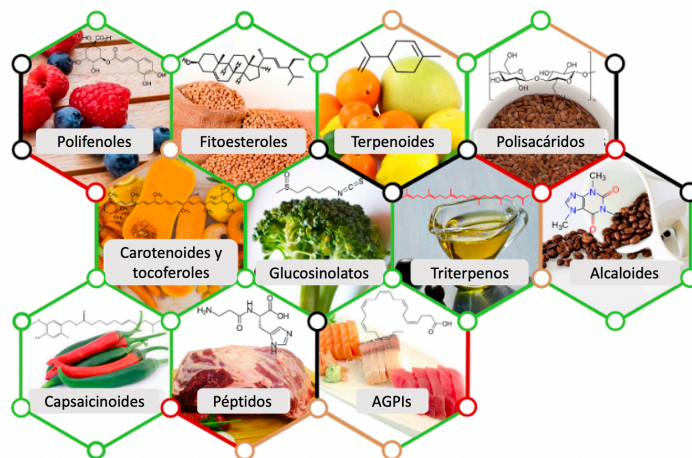 Polifenoles
Fitoesteroles
Terpenoides
Polisacáridos
Carotenoides y
tocoferoles
Glucosinolatos
Triterpenos
Alcaloides
Capsaicinoides
Péptidos
AGPIs